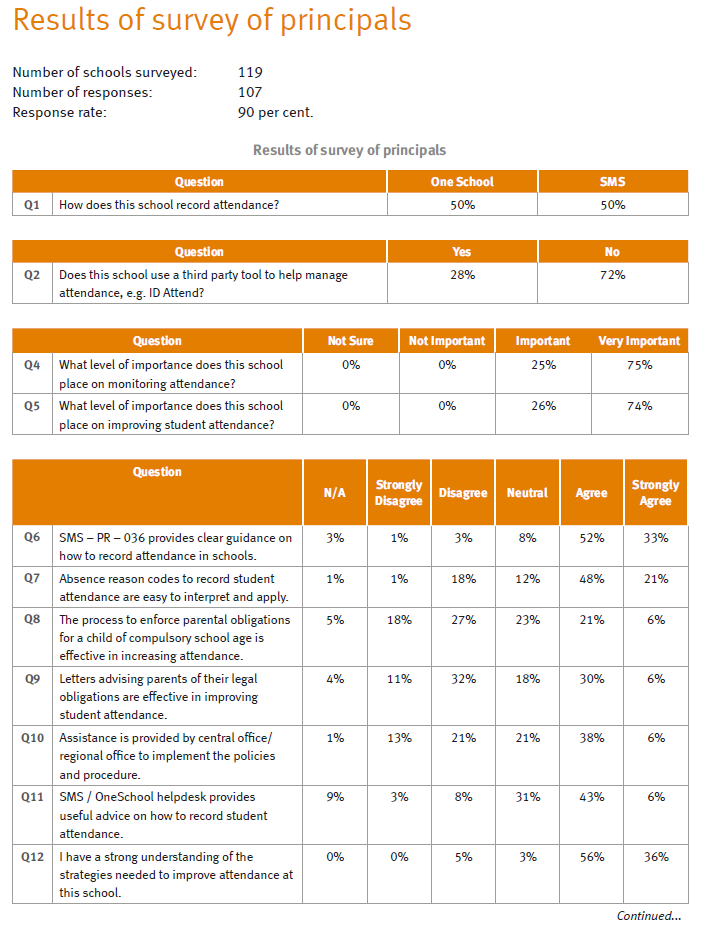 Results of survey of principals
Number of schools surveyed: 119
Number of responses: 107
Response rate: 90 per cent.
Results of survey of principals
Question One School SMS
Q1 How does this school record attendance? 50% 50%
Question Yes No
Q2 Does this school use a third party tool to help manage 28% 72%
attendance, e.g. ID Attend?
Question Not Sure Not Important Important Very Important
Q4 What level of importance does this school 0% 0% 25% 75%
place on monitoring attendance?
Q5 What level of importance does this school 0% 0% 26% 74%
place on improving student attendance?
Question N/A Strongly Disagree Disagree Neutral Agree Strongly Agree
Q6 SMS – PR – 036 provides clear guidance on 3% 1% 3% 8% 52% 33%
how to record attendance in schools.
Q7 Absence reason codes to record student 1% 1% 18% 12% 48% 21%
attendance are easy to interpret and apply.
Q8 The process to enforce parental obligations 5% 18% 27% 23% 21% 6%
for a child of compulsory school age is
effective in increasing attendance.
Q9 Letters advising parents of their legal 4% 11% 32% 18% 30% 6%
obligations are effective in improving
student attendance.
Q10 Assistance is provided by central office/ 1% 13% 21% 21% 38% 6%
regional office to implement the policies
and procedure.
Q11 SMS / OneSchool helpdesk provides 9% 3% 8% 31% 43% 6%
useful advice on how to record student
attendance.
Q12 I have a strong understanding of the 0% 0% 5% 3% 56% 36%
strategies needed to improve attendance at
this school.
Continued...